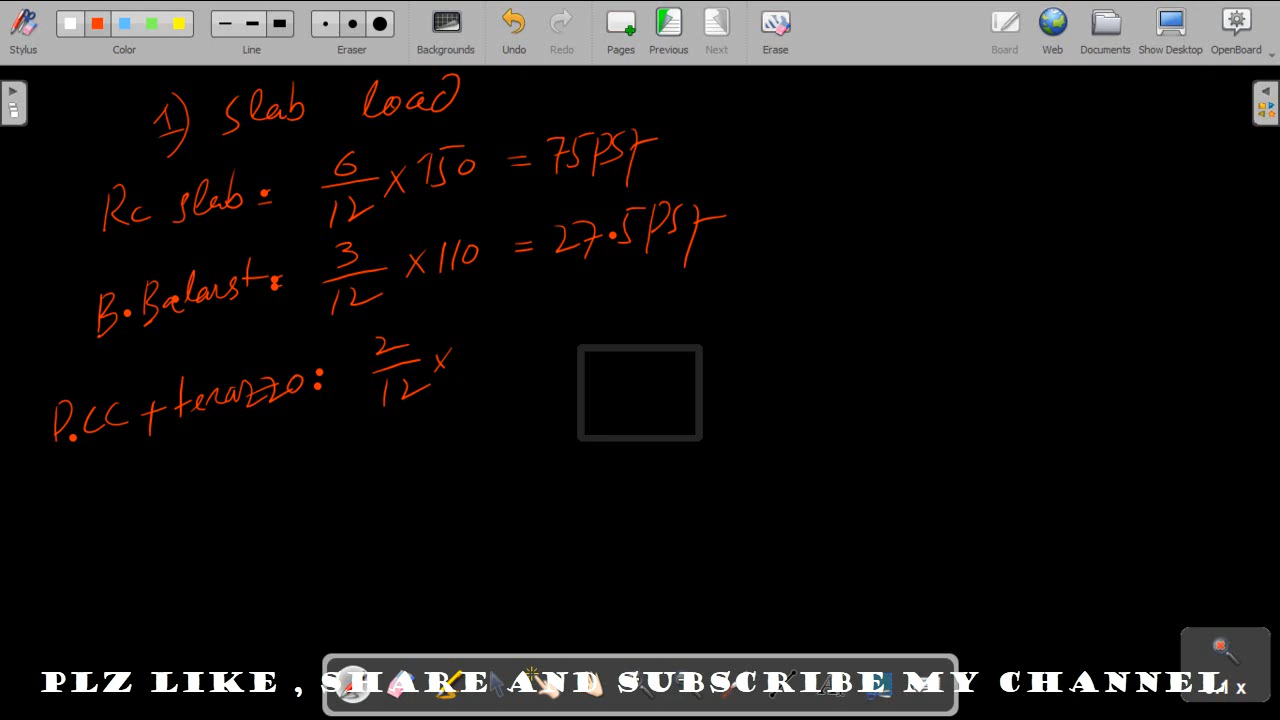 Stylus Color Line Eraser Backgrounds Undo Redo Pages Previous Next Erase Board Web Documents Show Desktop OpenBoard
1) Slab load
Rc slab: 6/12 × 150 = 75 psf
B.Balarst: 3/12 × 110 = 27.5 psf
P.CC + terazzo: 2/12 ×
PLZ LIKE , SHARE AND SUBSCRIBE MY CHANNEL